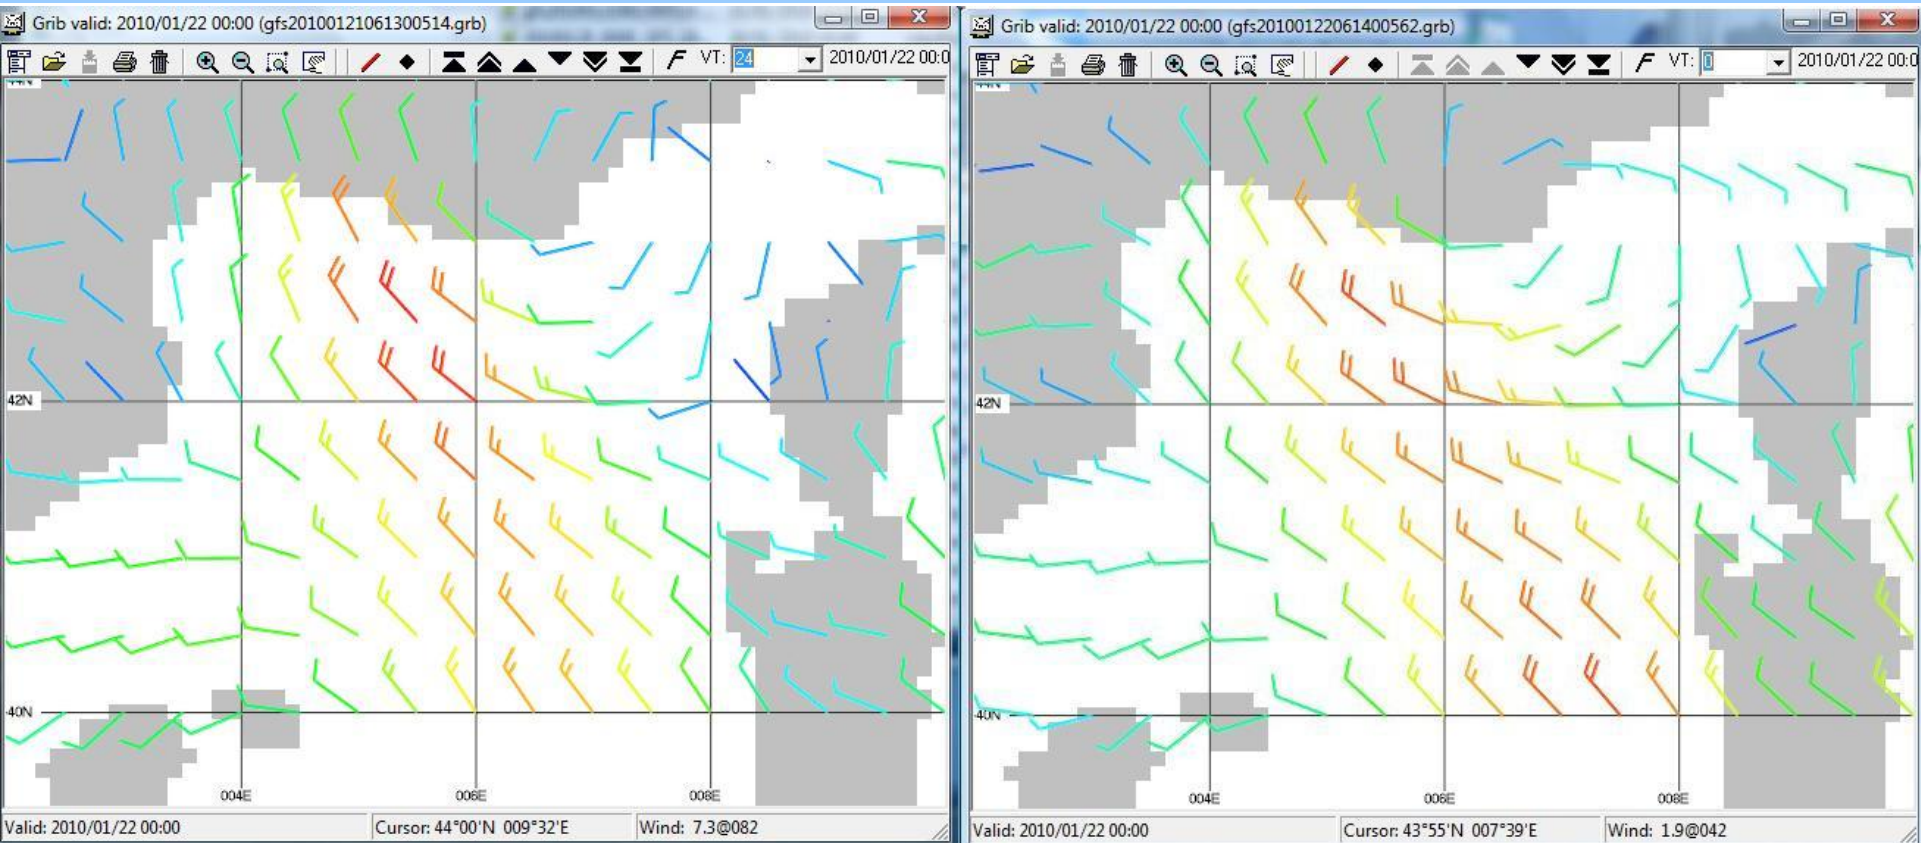 Grib valid: 2010/01/22 00:00 (gfs20100121061300514.grb)
VT: 24 2010/01/22 00:0
44N
42N
40N
004E 006E 008E
Valid: 2010/01/22 00:00 Cursor: 44°00'N 009°32'E Wind: 7.3@082
Grib valid: 2010/01/22 00:00 (gfs20100122061400562.grb)
VT: 0 2010/01/22 00:0
44N
42N
40N
004E 006E 008E
Valid: 2010/01/22 00:00 Cursor: 43°55'N 007°39'E Wind: 1.9@042